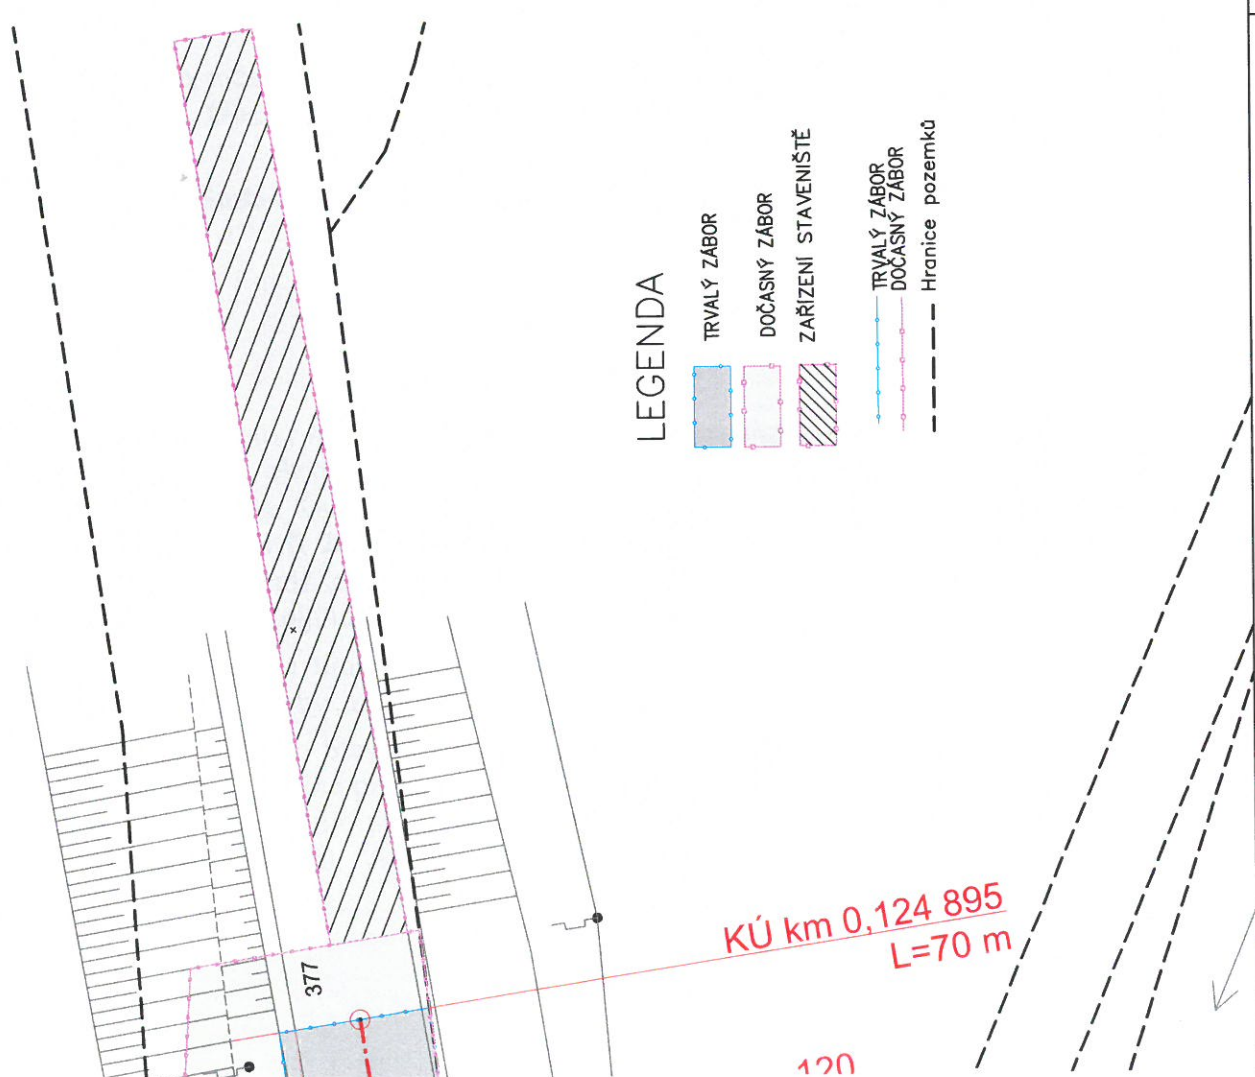 LEGENDA
TRVALÝ ZÁBOR
DOČASNÝ ZÁBOR
ZAŘÍZENÍ STAVENIŠTĚ
TRVALÝ ZÁBOR
DOČASNÝ ZÁBOR
Hranice pozemků
377
KÚ km 0,124 895
L=70 m
120